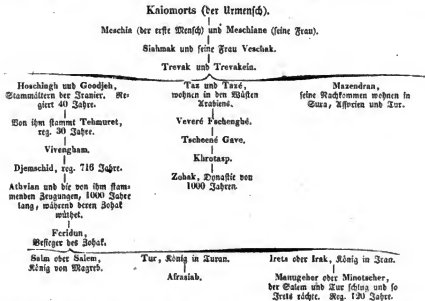 Kaiomorts (der Urmensch).
Meschia (der erste Mensch) und Meschiane (seine Frau).
Siahmak und seine Frau Veschak.
Trevak und Trevakein.
Hoschingh und Goodjeh,
Stammältern der Iranier. Re-
giert 40 Jahre.
Von ihm stammt Tehmuret,
reg. 30 Jahre.
Vivengham.
Djemschid, reg. 716 Jahre.
Athvian und die von ihm stam-
menden Zeugungen, 1000 Jahre
lang, während deren Zohak
wüthet.
Feridun,
Besieger des Zohak.
Taz und Tazé,
wohnen in den Wüsten
Arabiens.
Veveré Fschenghé.
Tscheené Gave.
Khrotasp.
Zohak, Dynastie von
1000 Jahren.
Mazendran,
seine Nachkommen wohnen in
Sura, Assyrien und Tur.
Salm oder Salem,
König von Magreb.
Tur, König in Turan.
Afrasiab.
Irets oder Irak, König in Iran.
Manugeher oder Minotscher,
der Salem und Tur schlug und so
Irets rächte. Reg. 120 Jahre.